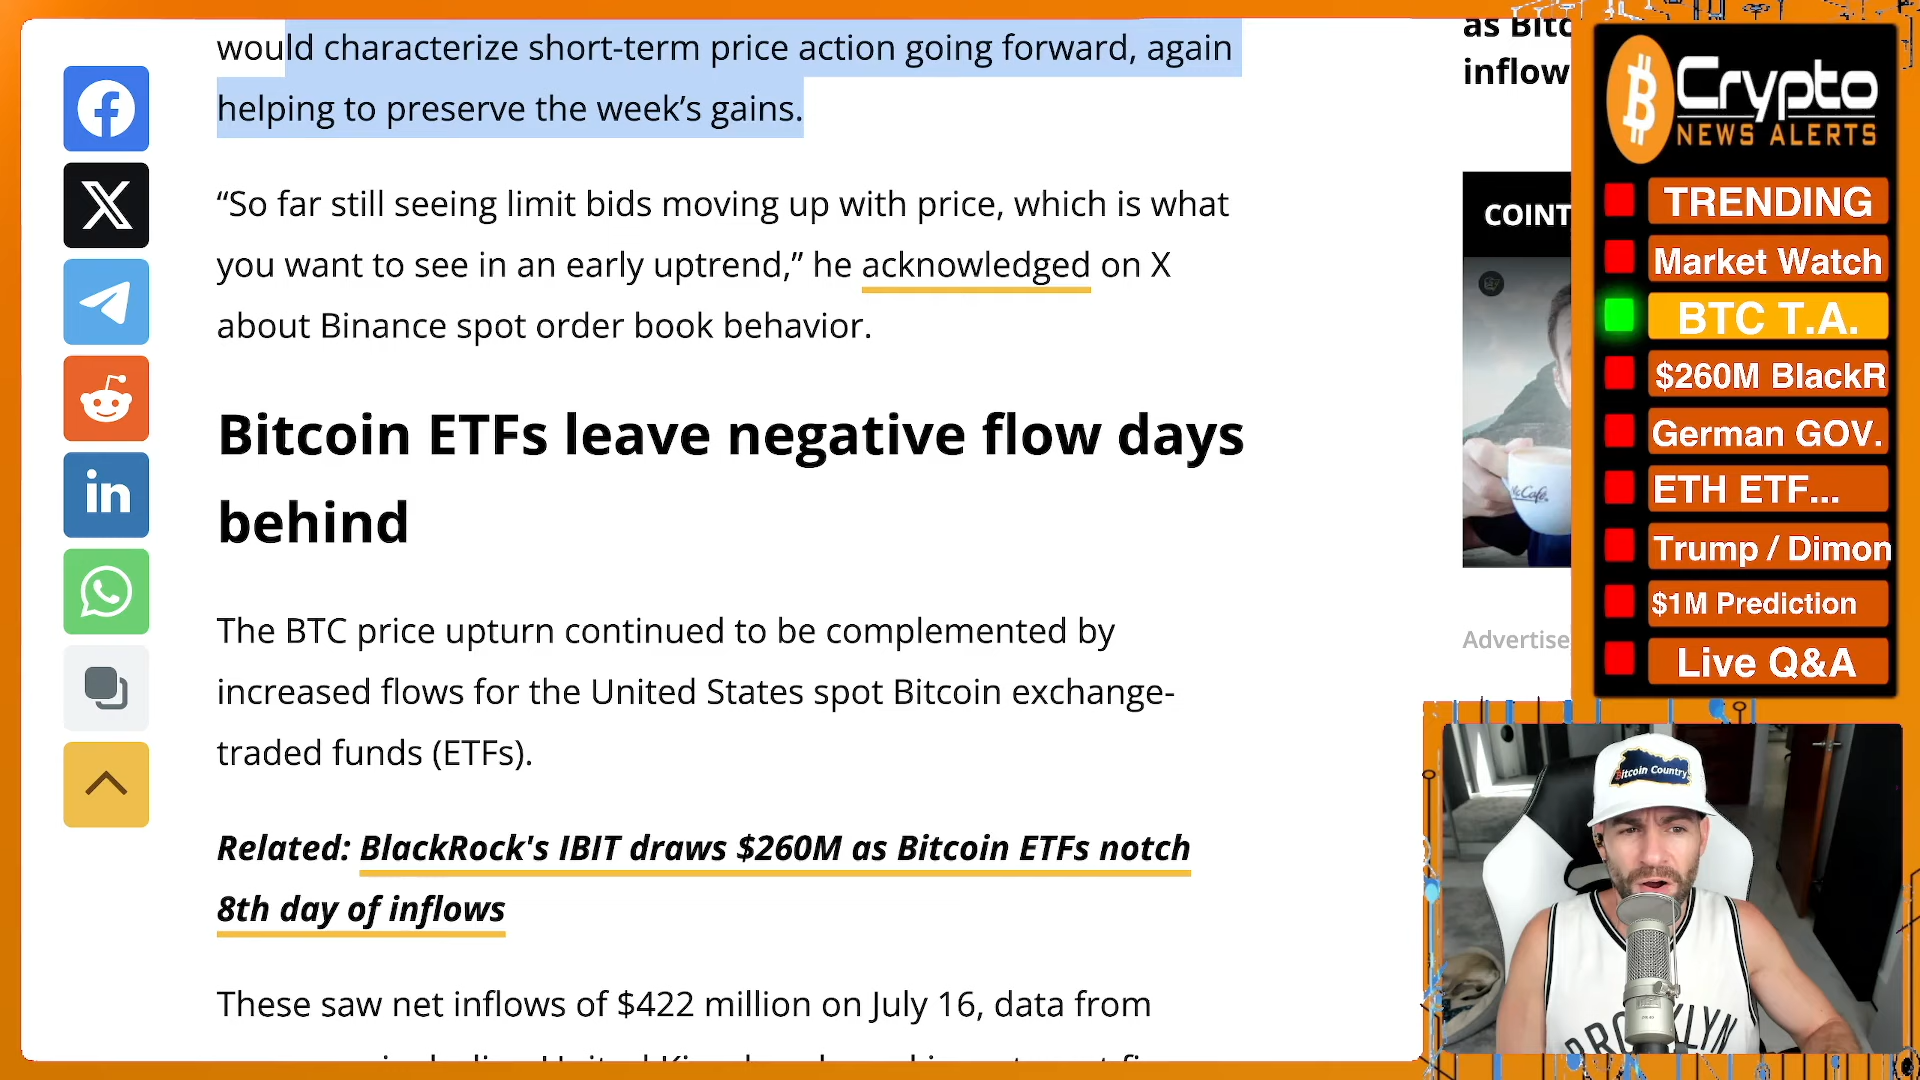 would characterize short-term price action going forward, again
helping to preserve the week’s gains.
“So far still seeing limit bids moving up with price, which is what
you want to see in an early uptrend,” he acknowledged on X
about Binance spot order book behavior.
Bitcoin ETFs leave negative flow days
behind
The BTC price upturn continued to be complemented by
increased flows for the United States spot Bitcoin exchange-
traded funds (ETFs).
Related: BlackRock's IBIT draws $260M as Bitcoin ETFs notch
8th day of inflows
These saw net inflows of $422 million on July 16, data from
as Bitc
inflow
COINT
McCafé
Advertise
Crypto
NEWS ALERTS
TRENDING
Market Watch
BTC T.A.
$260M BlackR
German GOV.
ETH ETF...
Trump / Dimon
$1M Prediction
Live Q&A
Bitcoin Country
BROOKLYN